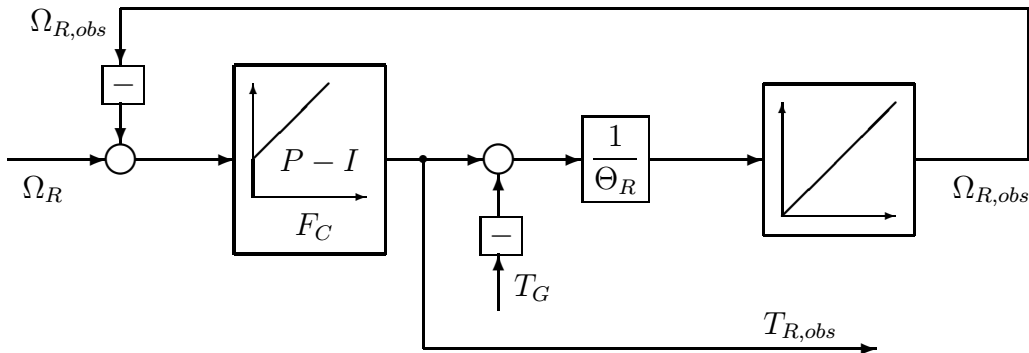 Ω_{R,obs}
−
Ω_R
P − I
F_C
−
T_G
1
Θ_R
Ω_{R,obs}
T_{R,obs}